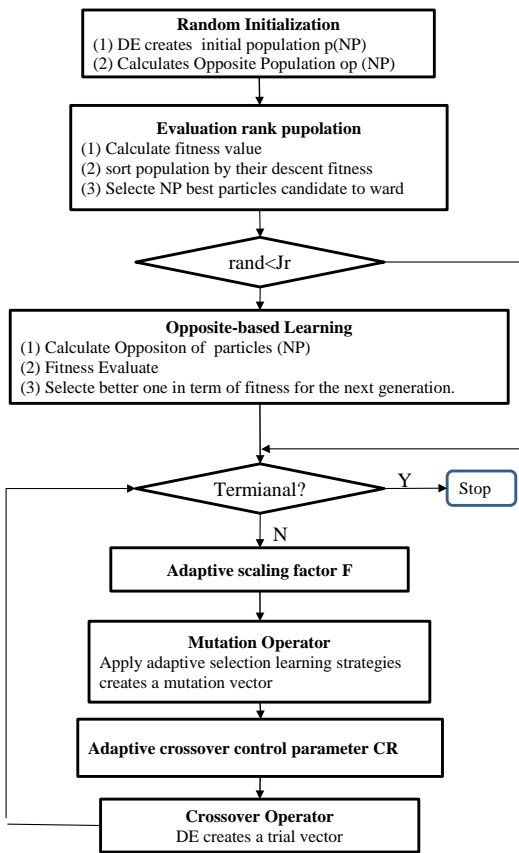 Random Initialization
(1) DE creates initial population p(NP)
(2) Calculates Opposite Population op (NP)
Evaluation rank pupolation
(1) Calculate fitness value
(2) sort population by their descent fitness
(3) Selecte NP best particles candidate to ward
rand<Jr
Opposite-based Learning
(1) Calculate Oppositon of particles (NP)
(2) Fitness Evaluate
(3) Selecte better one in term of fitness for the next generation.
Termianal?
Y
Stop
N
Adaptive scaling factor F
Mutation Operator
Apply adaptive selection learning strategies
creates a mutation vector
Adaptive crossover control parameter CR
Crossover Operator
DE creates a trial vector